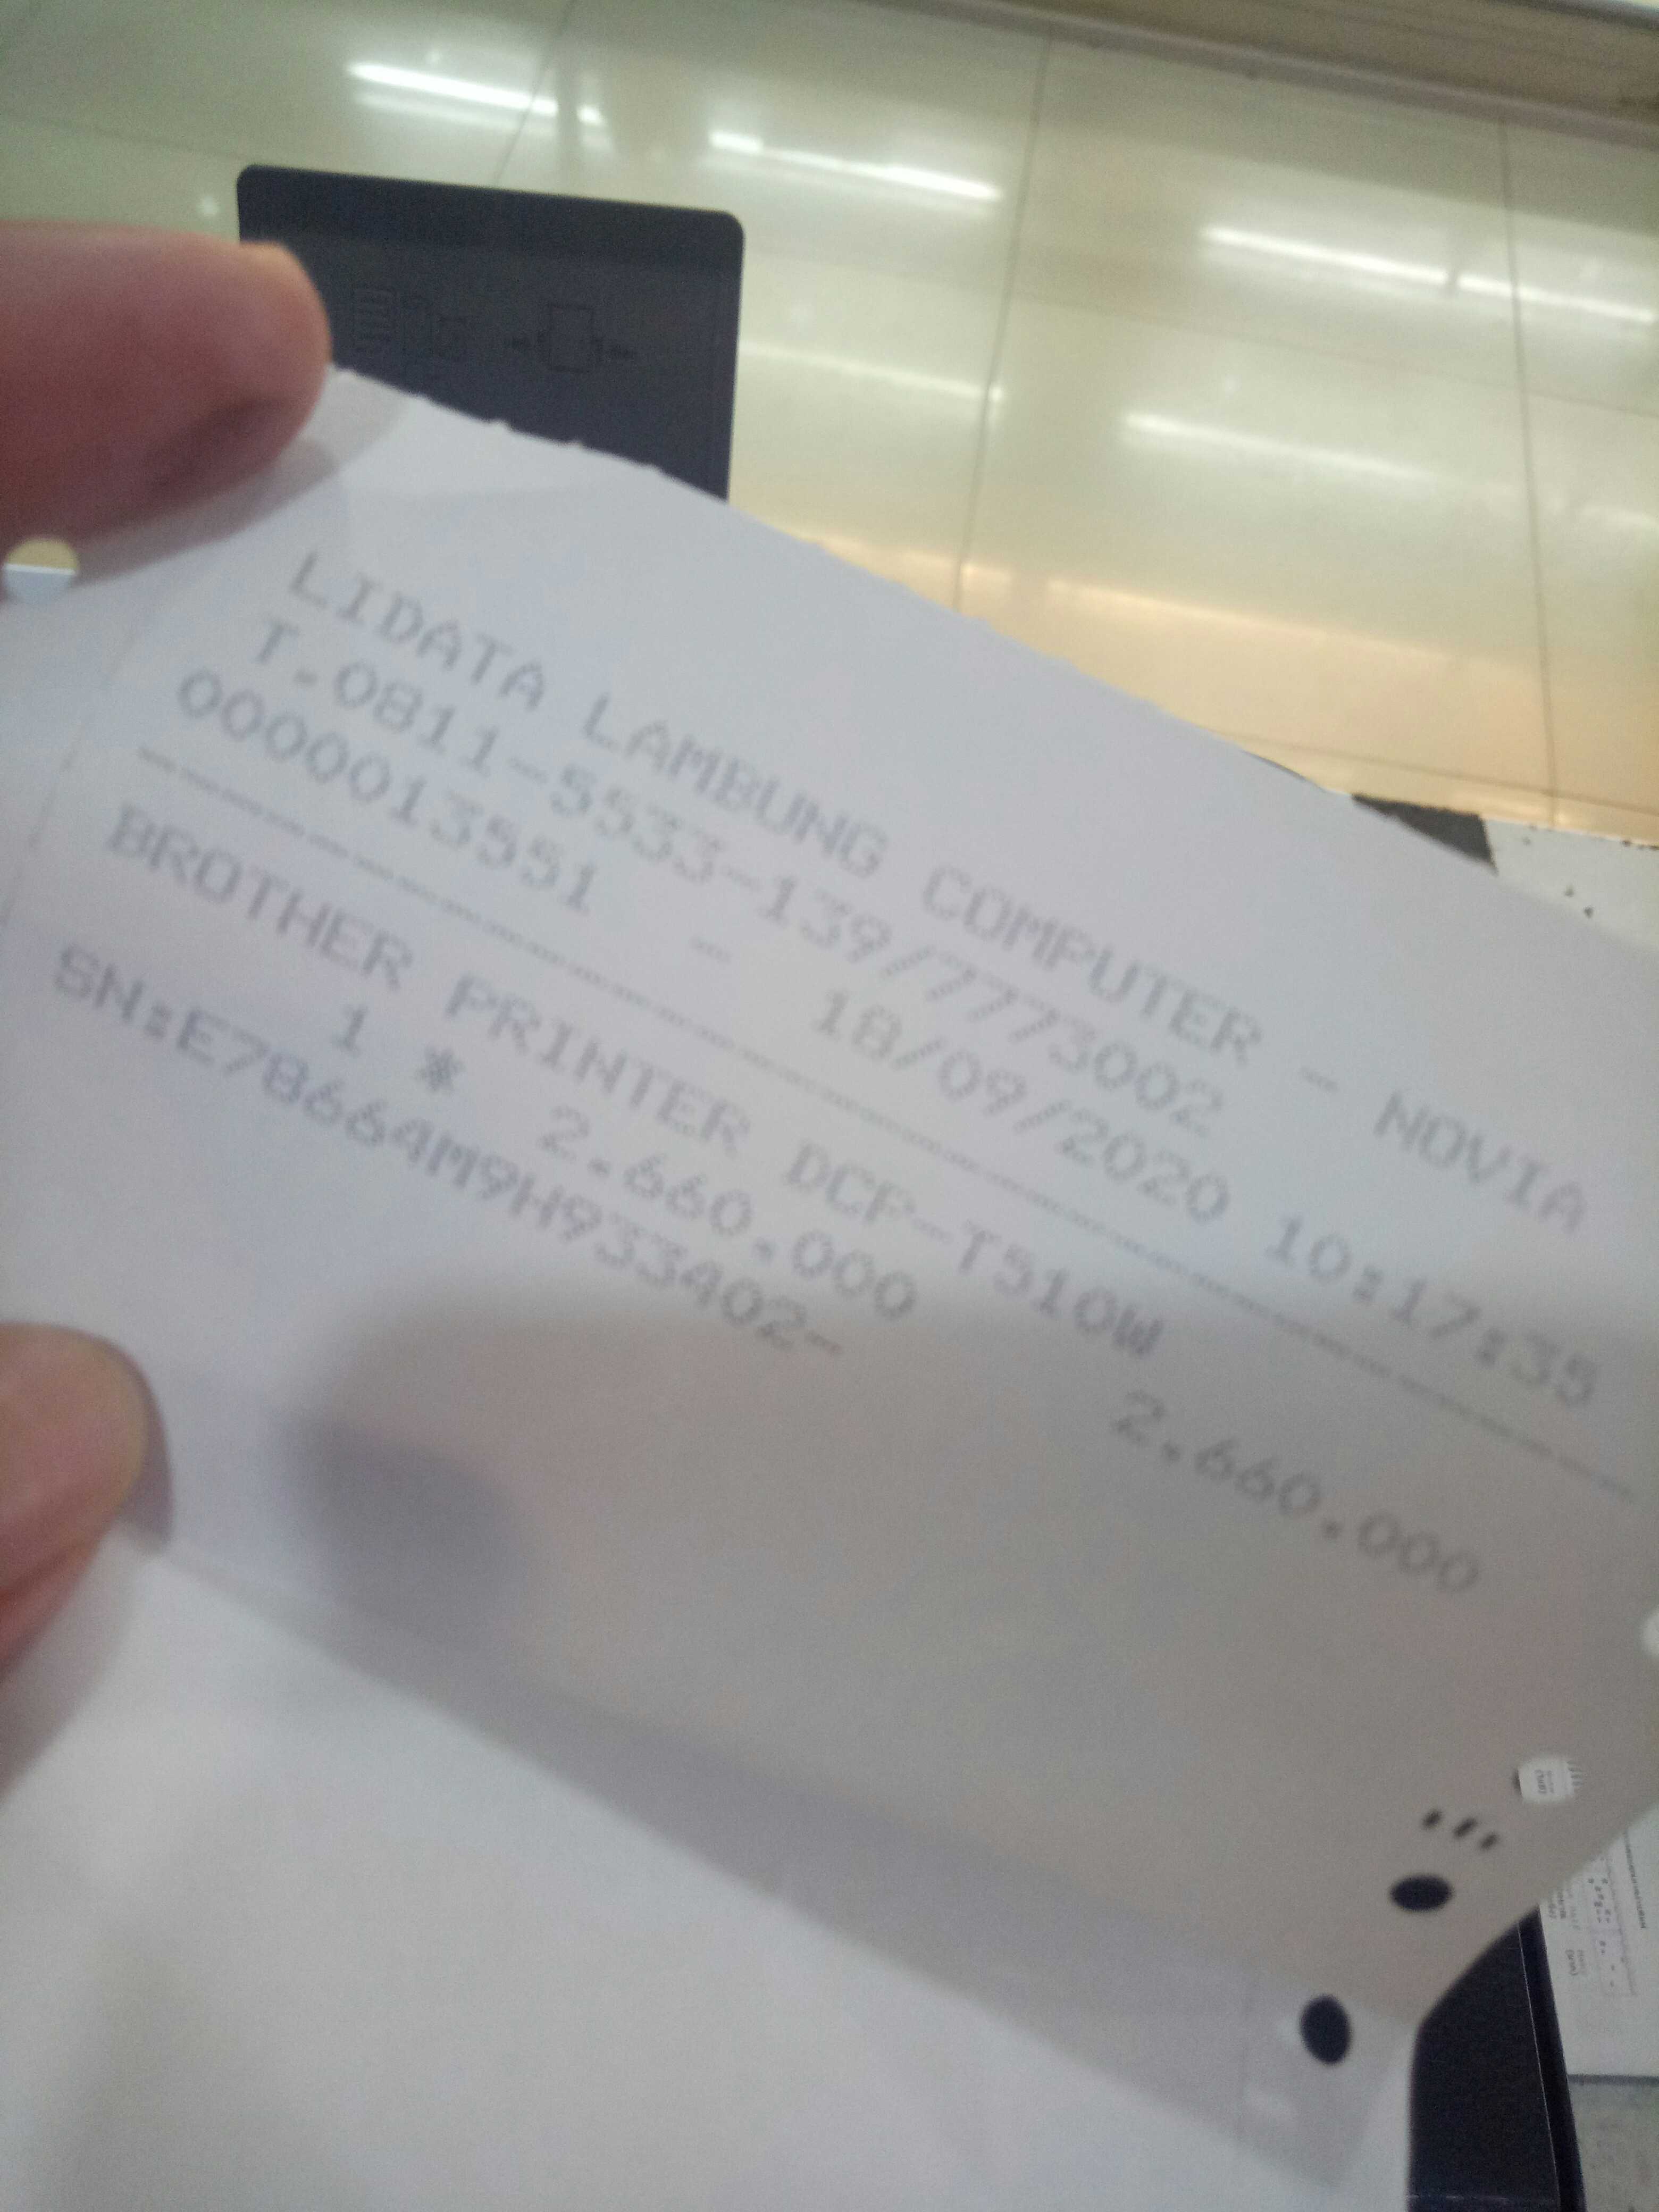 LIDATA LAMBUNG COMPUTER - NOVIA
T.0811-5533-139/7773002
0000013551 - 18/09/2020 10:17:35
BROTHER PRINTER DCP-T510W
1 * 2.660.000 2.660.000
SN:E78664M9H933402-